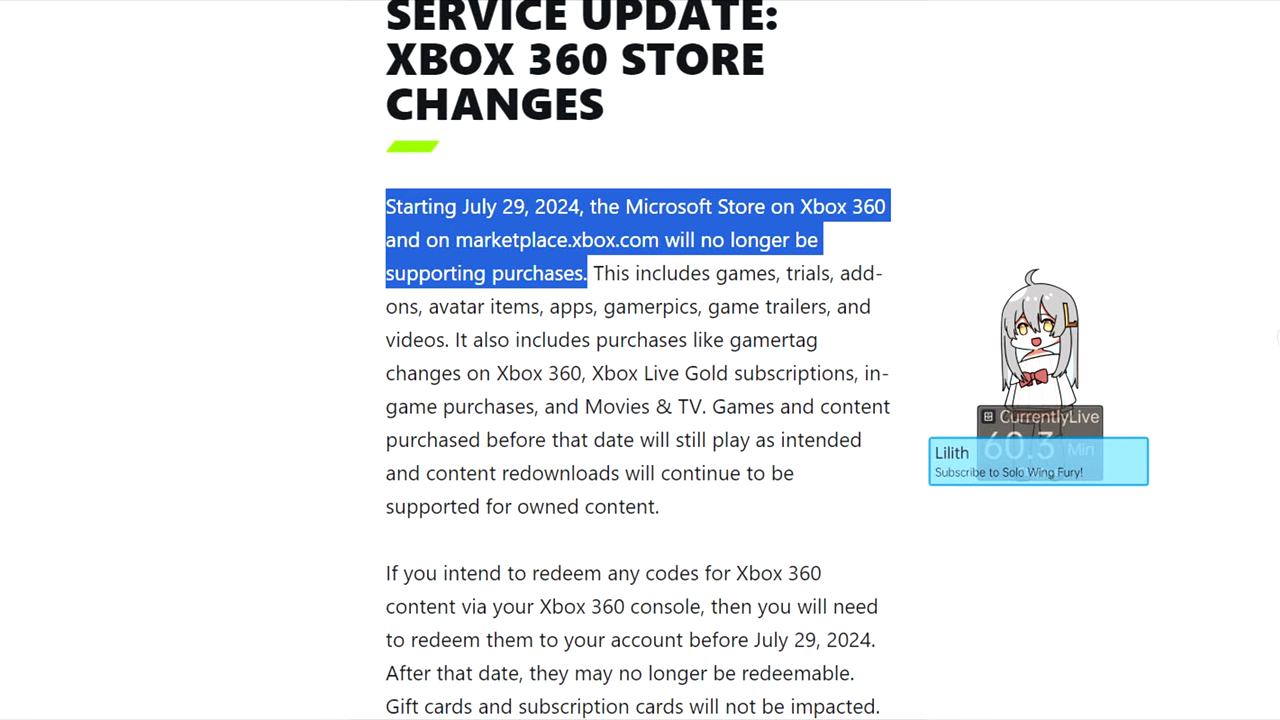 SERVICE UPDATE:
XBOX 360 STORE
CHANGES
Starting July 29, 2024, the Microsoft Store on Xbox 360
and on marketplace.xbox.com will no longer be
supporting purchases. This includes games, trials, add-
ons, avatar items, apps, gamerpics, game trailers, and
videos. It also includes purchases like gamertag
changes on Xbox 360, Xbox Live Gold subscriptions, in-
game purchases, and Movies & TV. Games and content
purchased before that date will still play as intended
and content redownloads will continue to be
supported for owned content.
If you intend to redeem any codes for Xbox 360
content via your Xbox 360 console, then you will need
to redeem them to your account before July 29, 2024.
After that date, they may no longer be redeemable.
Gift cards and subscription cards will not be impacted.
L
CurrentlyLive
60.3 Min
Lilith
Subscribe to Solo Wing Fury!